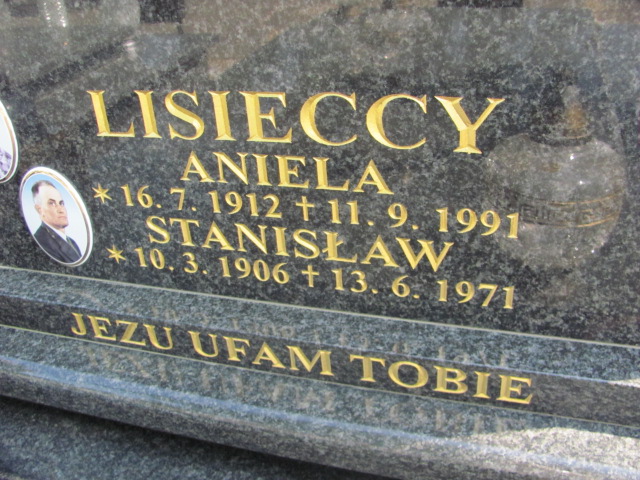 LISIECCY
ANIELA
* 16. 7. 1912 † 11. 9. 1991
STANISŁAW
* 10. 3. 1906 † 13. 6. 1971
JEZU UFAM TOBIE